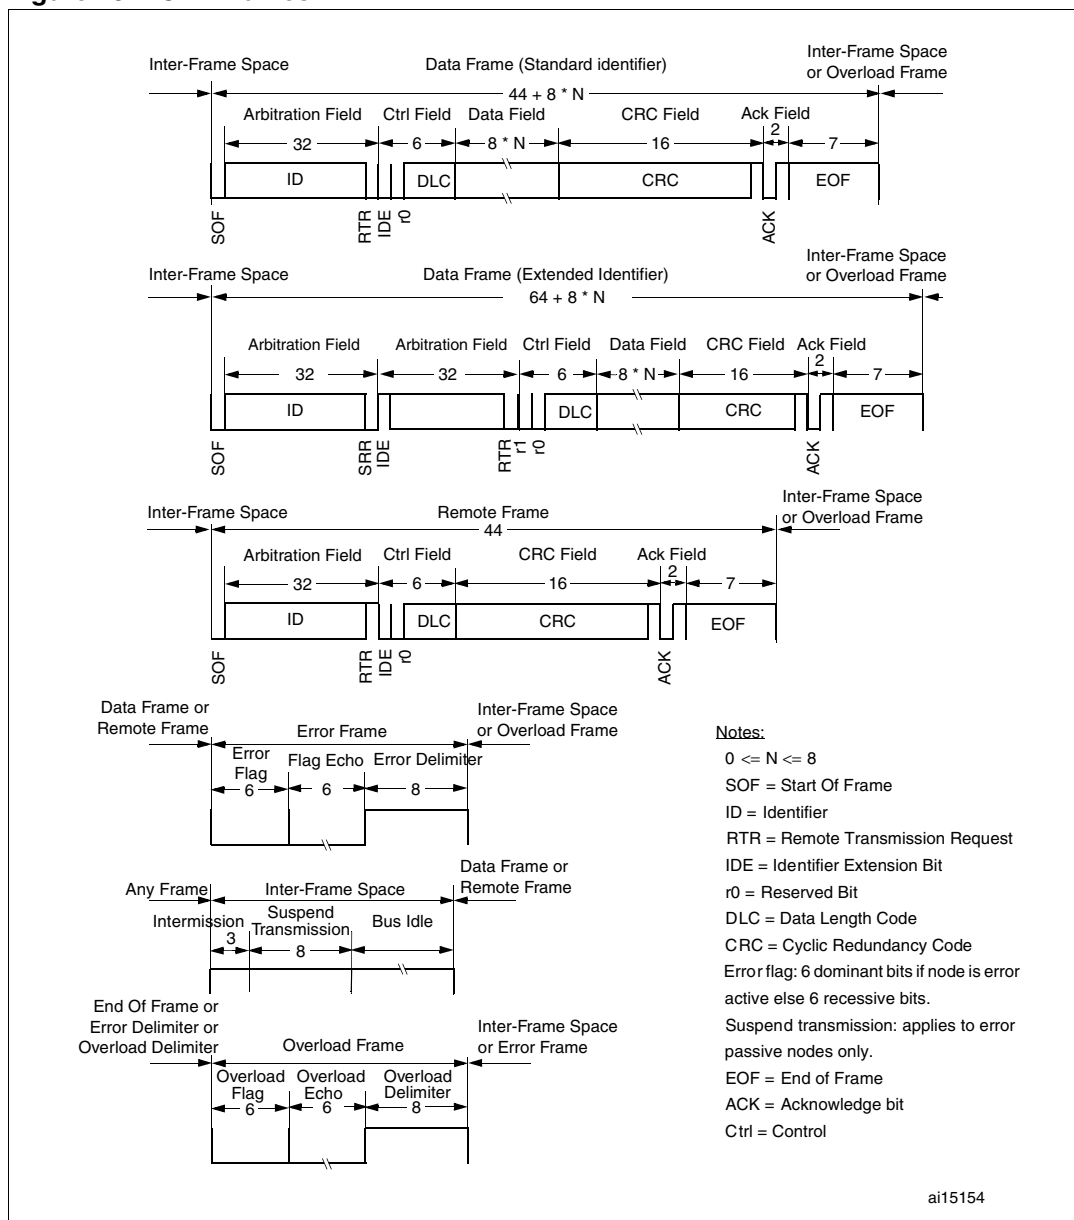 Inter-Frame Space
Data Frame (Standard identifier)
Inter-Frame Space
or Overload Frame
44 + 8 * N
Arbitration Field
Ctrl Field
Data Field
CRC Field
Ack Field
32
6
8 * N
16
2
7
ID
DLC
CRC
EOF
SOF
RTR
IDE
r0
ACK
Inter-Frame Space
Data Frame (Extended Identifier)
Inter-Frame Space
or Overload Frame
64 + 8 * N
Arbitration Field
Arbitration Field
Ctrl Field
Data Field
CRC Field
Ack Field
32
32
6
8 * N
16
2
7
ID
DLC
CRC
EOF
SOF
SRR
IDE
RTR
r1
r0
ACK
Inter-Frame Space
Remote Frame
Inter-Frame Space
or Overload Frame
44
Arbitration Field
Ctrl Field
CRC Field
Ack Field
32
6
16
2
7
ID
DLC
CRC
EOF
SOF
RTR
IDE
r0
ACK
Data Frame or
Remote Frame
Error Frame
Inter-Frame Space
or Overload Frame
Error
Flag
Flag Echo
Error Delimiter
6
6
8
Any Frame
Inter-Frame Space
Data Frame or
Remote Frame
Intermission
Suspend
Transmission
Bus Idle
3
8
End Of Frame or
Error Delimiter or
Overload Delimiter
Overload Frame
Inter-Frame Space
or Error Frame
Overload
Flag
Overload
Echo
Overload
Delimiter
6
6
8
Notes:
0 <= N <= 8
SOF = Start Of Frame
ID = Identifier
RTR = Remote Transmission Request
IDE = Identifier Extension Bit
r0 = Reserved Bit
DLC = Data Length Code
CRC = Cyclic Redundancy Code
Error flag: 6 dominant bits if node is error
active else 6 recessive bits.
Suspend transmission: applies to error
passive nodes only.
EOF = End of Frame
ACK = Acknowledge bit
Ctrl = Control
ai15154